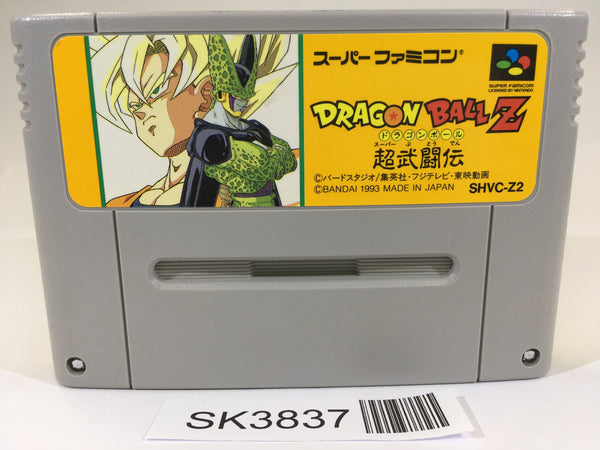 スーパー ファミコン®
SUPER FAMICOM
LICENSED BY NINTENDO
DRAGON BALL Z
ドラゴンボール
スーパー ぶ とう でん
超武闘伝
©バードスタジオ/集英社・フジテレビ・東映動画
©BANDAI 1993 MADE IN JAPAN SHVC-Z2
SK3837